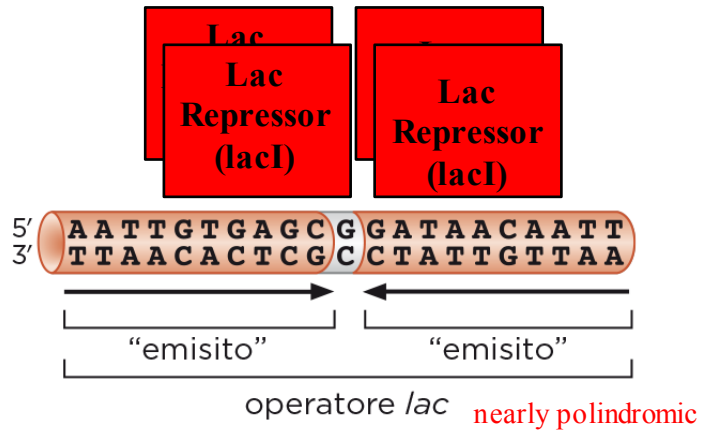 Lac
Lac
Repressor
(lacI)
Lac
Repressor
(lacI)
5′ AATTGTGAGCGGATAACAATT
3′ TTAACACTCGCCTATTGTTAA
“emisito” “emisito”
operatore lac
nearly polindromic